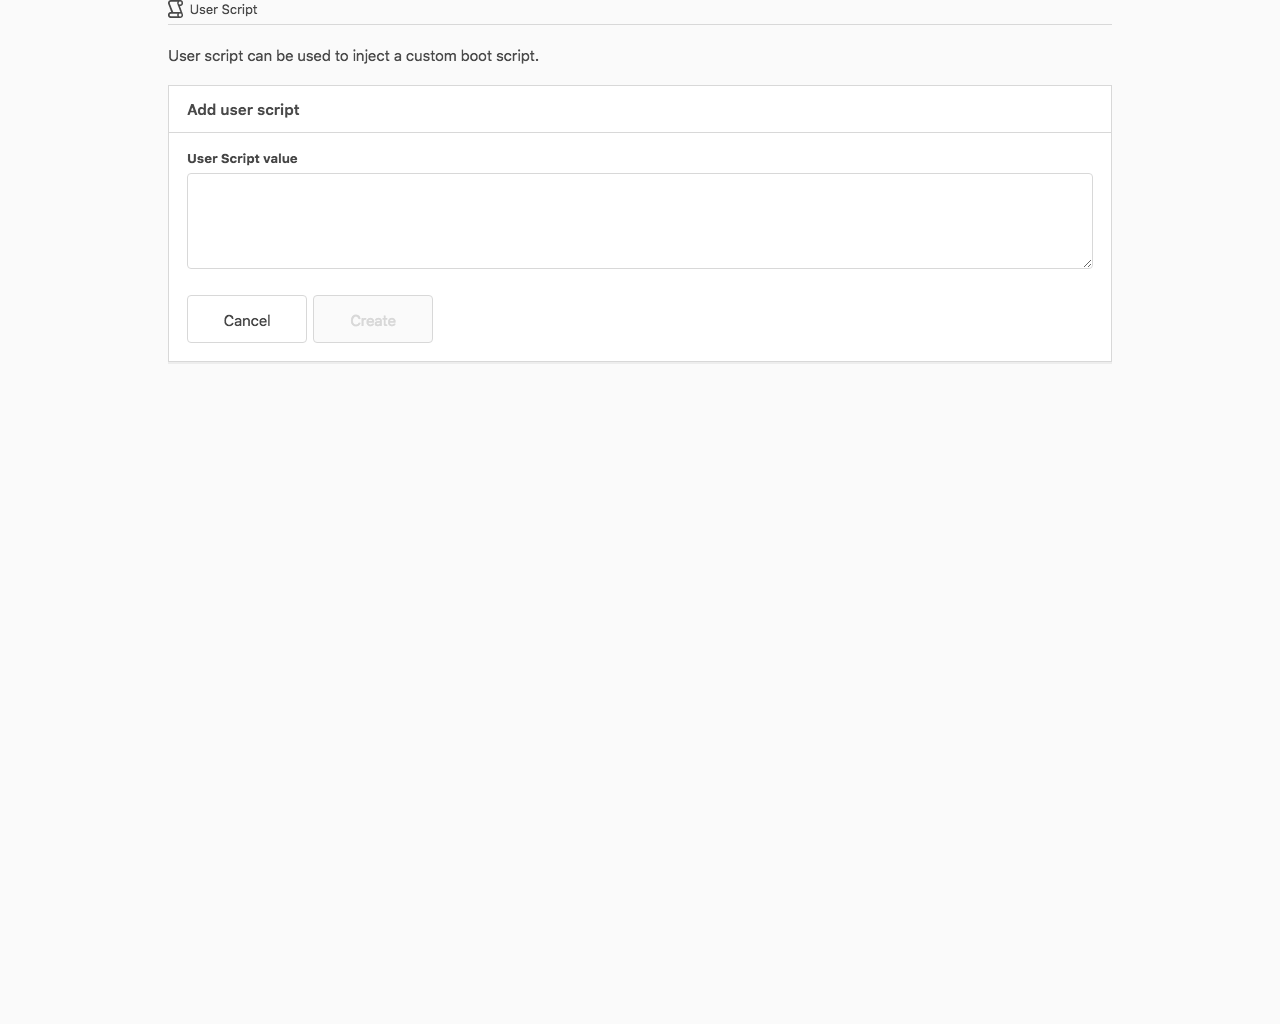 User Script
User script can be used to inject a custom boot script.
Add user script
User Script value
Cancel
Create